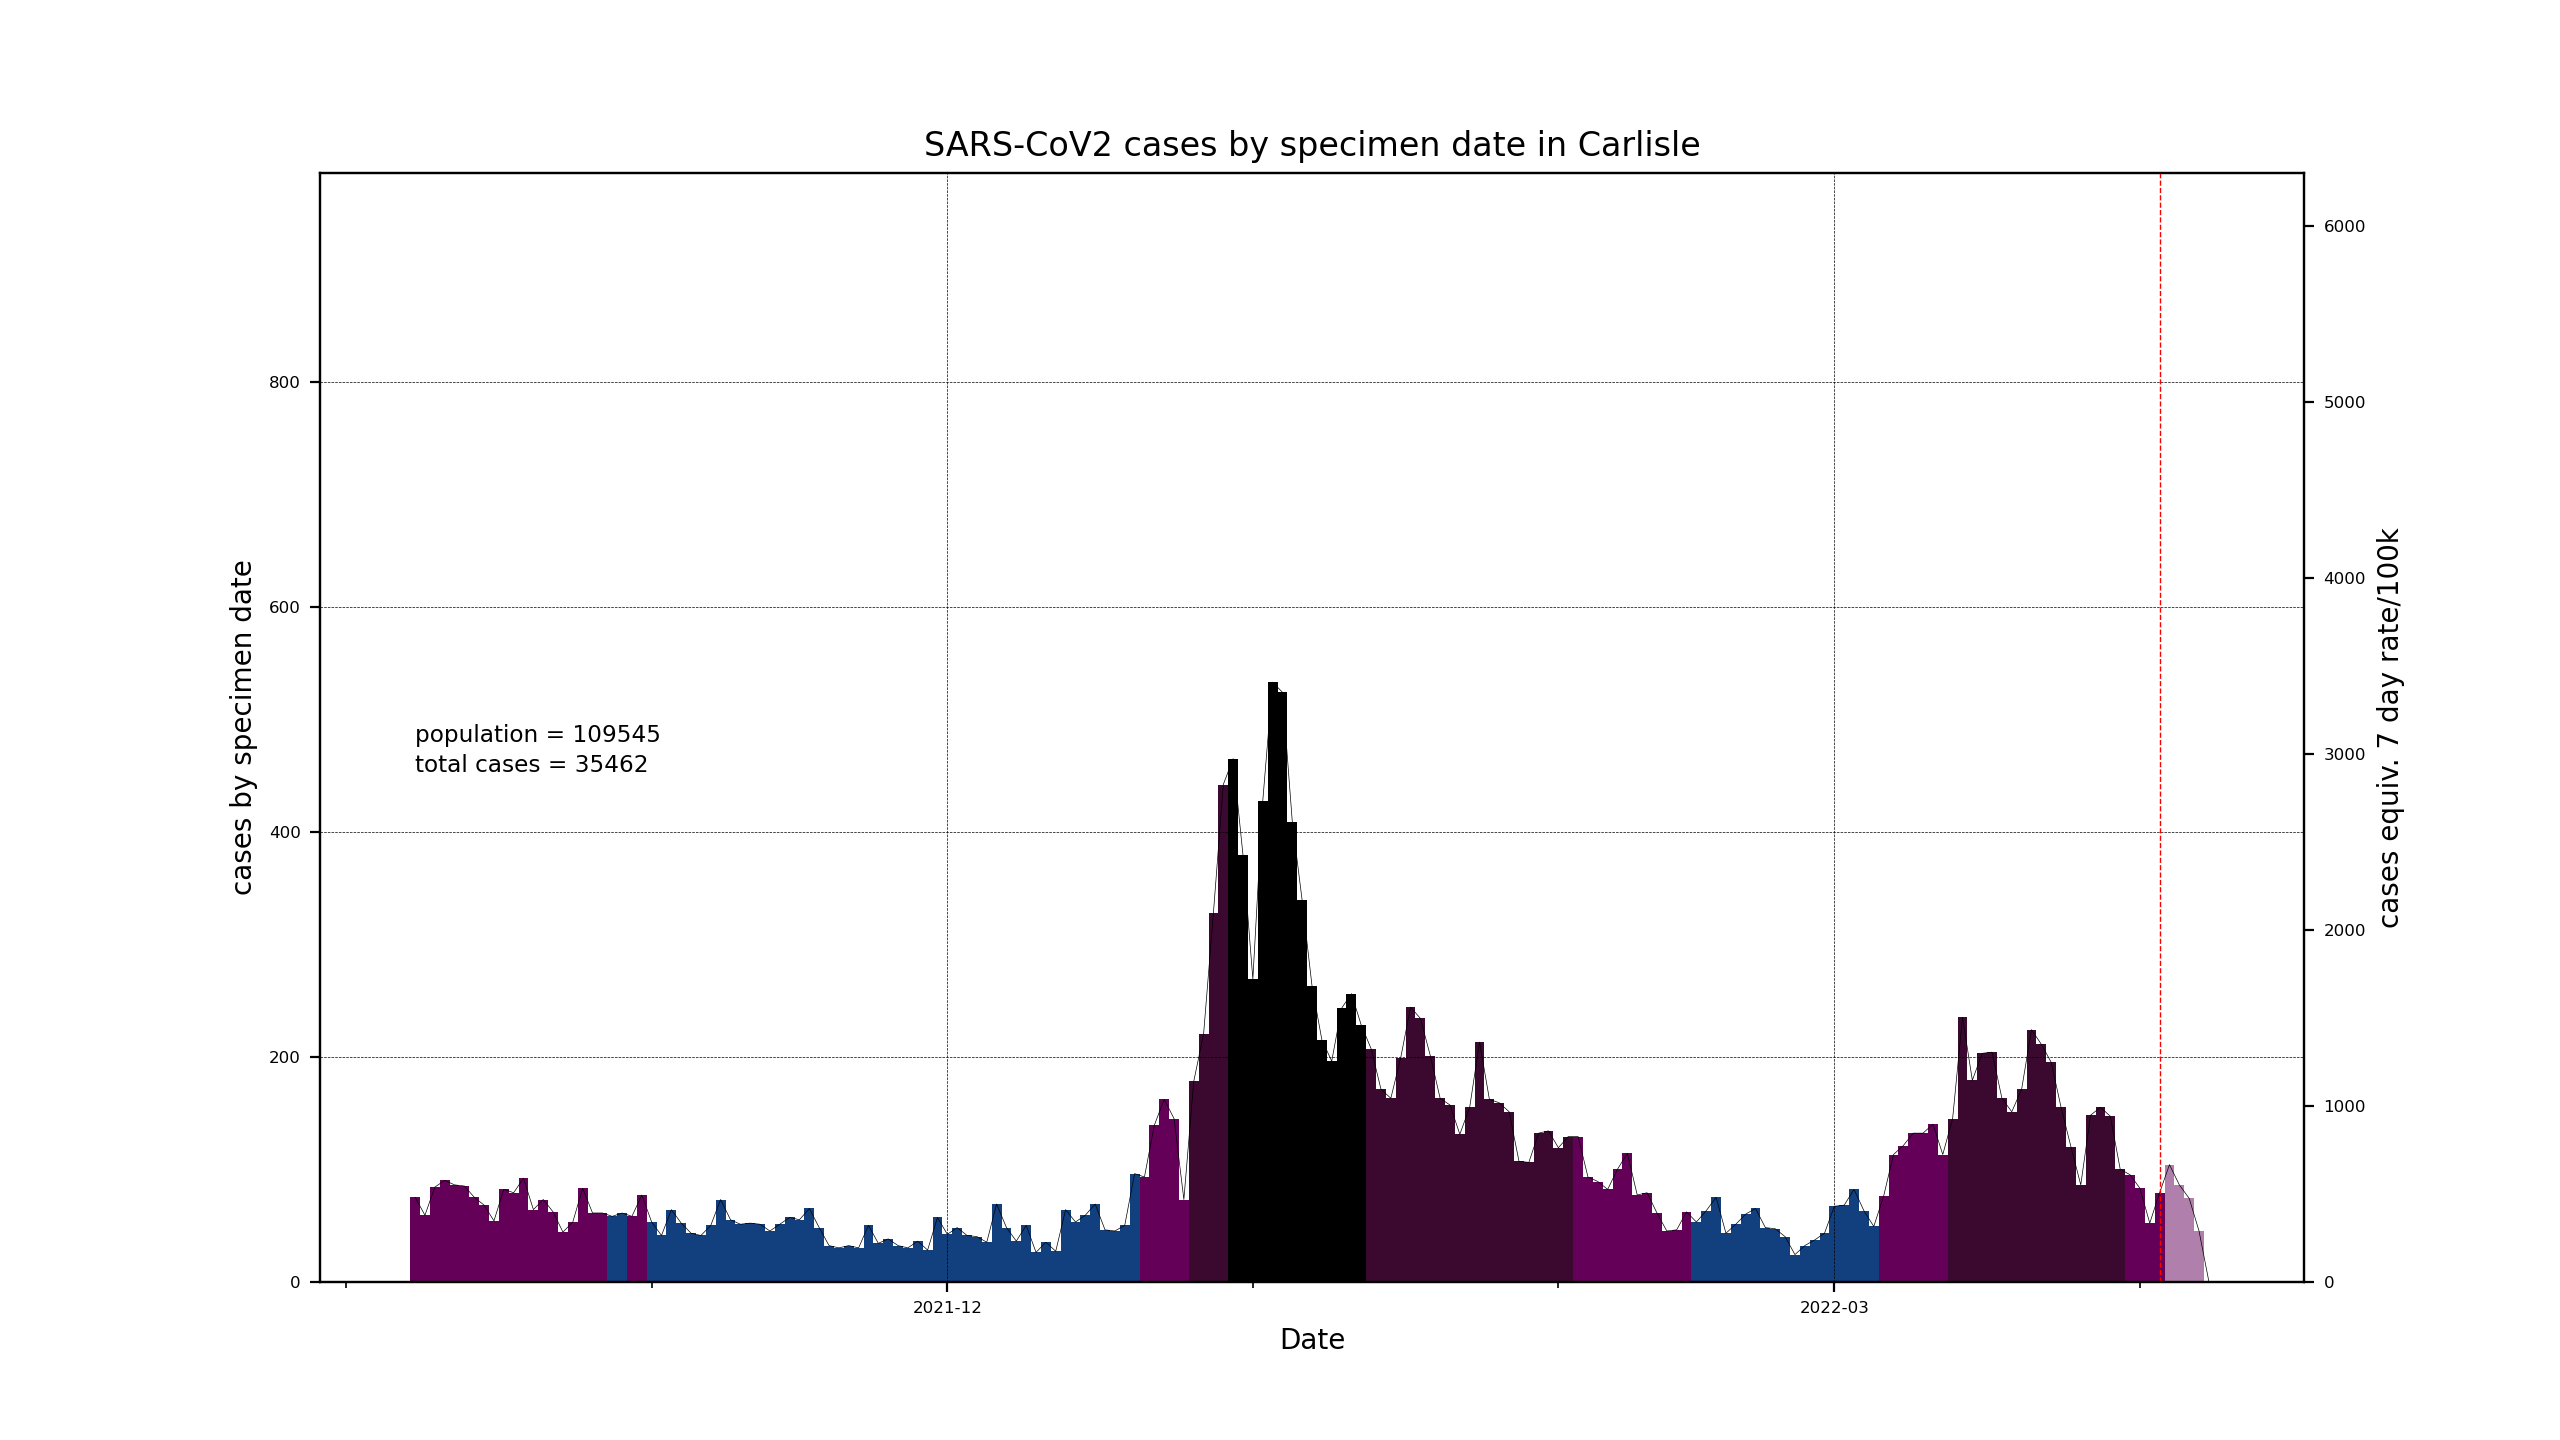 SARS-CoV2 cases by specimen date in Carlisle
cases by specimen date
800
600
400
200
0
population = 109545
total cases = 35462
6000
5000
4000
3000
2000
1000
0
cases equiv. 7 day rate/100k
2021-12
2022-03
Date